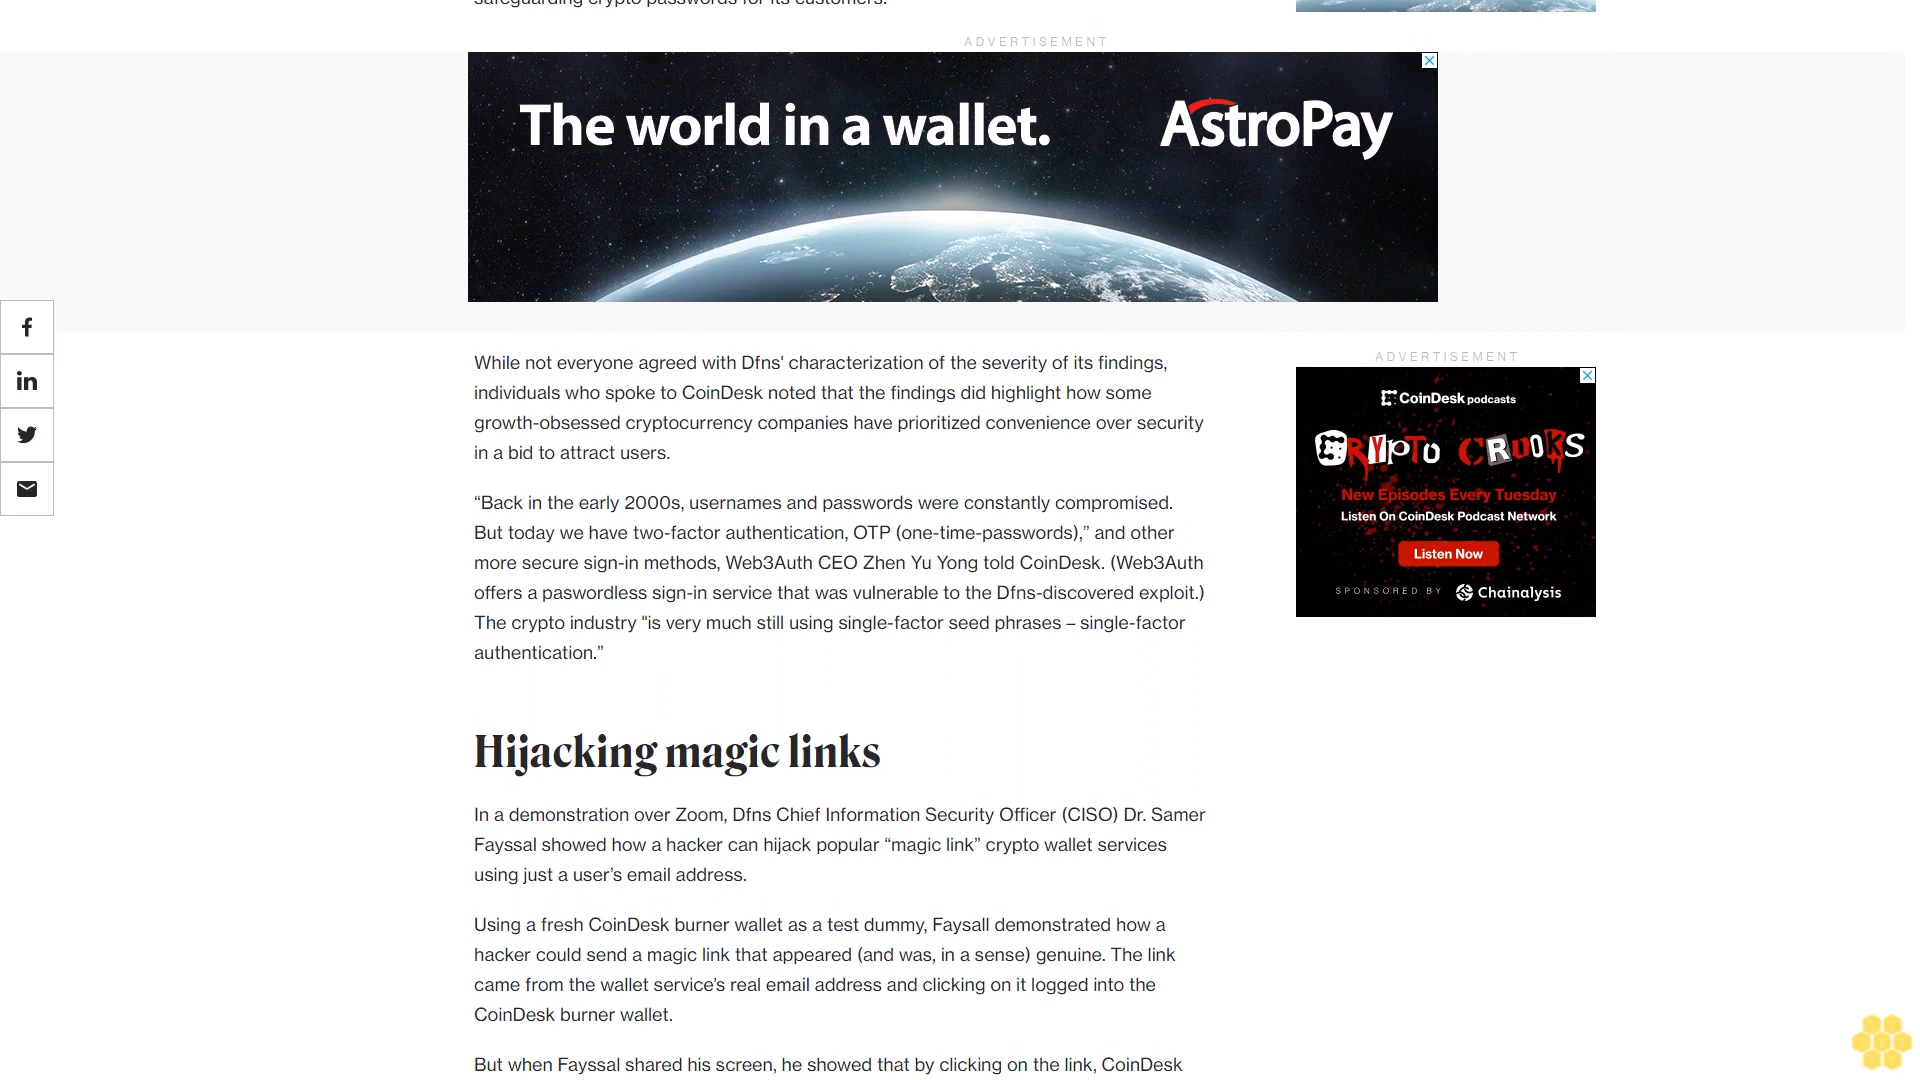 safeguarding crypto passwords for its customers.
ADVERTISEMENT
The world in a wallet.
AstroPay
While not everyone agreed with Dfns' characterization of the severity of its findings,
individuals who spoke to CoinDesk noted that the findings did highlight how some
growth-obsessed cryptocurrency companies have prioritized convenience over security
in a bid to attract users.
“Back in the early 2000s, usernames and passwords were constantly compromised.
But today we have two-factor authentication, OTP (one-time-passwords),” and other
more secure sign-in methods, Web3Auth CEO Zhen Yu Yong told CoinDesk. (Web3Auth
offers a paswordless sign-in service that was vulnerable to the Dfns-discovered exploit.)
The crypto industry "is very much still using single-factor seed phrases – single-factor
authentication.”
ADVERTISEMENT
CoinDesk podcasts
CRYPTO CROOKS
New Episodes Every Tuesday
Listen On CoinDesk Podcast Network
Listen Now
SPONSORED BY Chainalysis
Hijacking magic links
In a demonstration over Zoom, Dfns Chief Information Security Officer (CISO) Dr. Samer
Fayssal showed how a hacker can hijack popular “magic link” crypto wallet services
using just a user’s email address.
Using a fresh CoinDesk burner wallet as a test dummy, Faysall demonstrated how a
hacker could send a magic link that appeared (and was, in a sense) genuine. The link
came from the wallet service’s real email address and clicking on it logged into the
CoinDesk burner wallet.
But when Fayssal shared his screen, he showed that by clicking on the link, CoinDesk